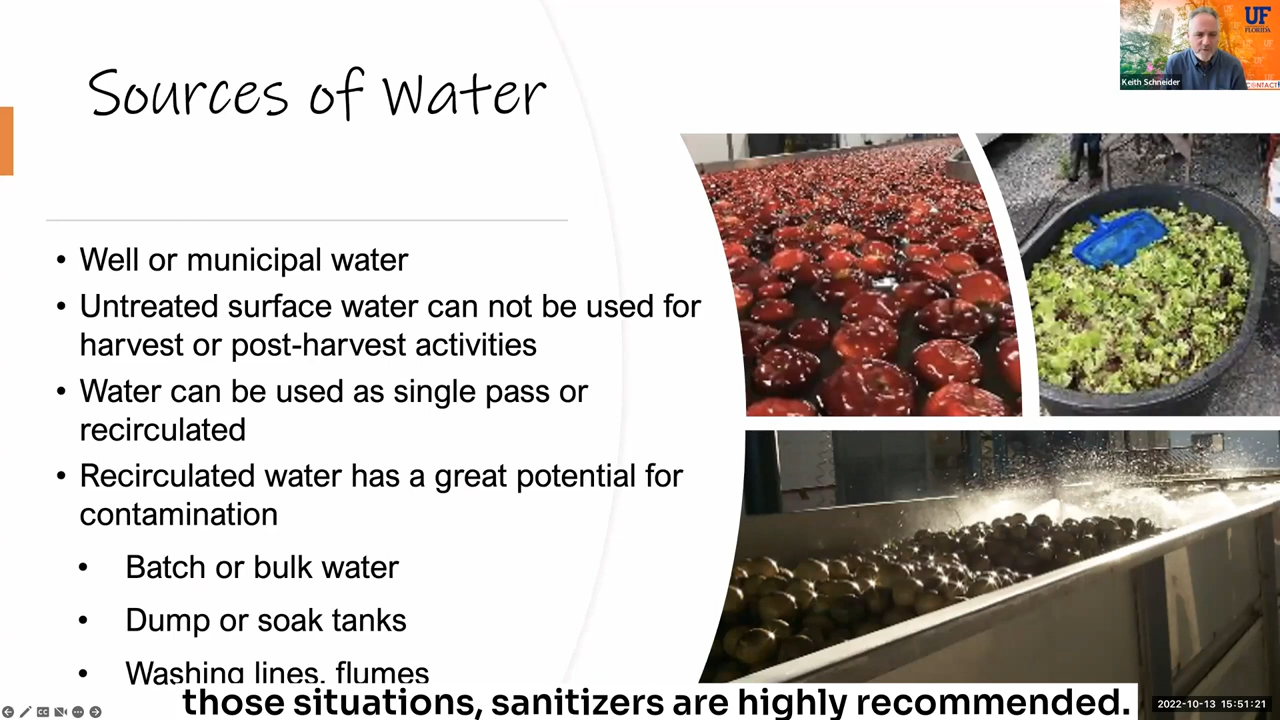 Sources of Water
UF
UNIVERSITY of
FLORIDA
Keith Schneider
CONTACT!
• Well or municipal water
• Untreated surface water can not be used for
harvest or post-harvest activities
• Water can be used as single pass or
recirculated
• Recirculated water has a great potential for
contamination
• Batch or bulk water
• Dump or soak tanks
• Washing lines, flumes
those situations, sanitizers are highly recommended.
2022-10-13 15:51:21